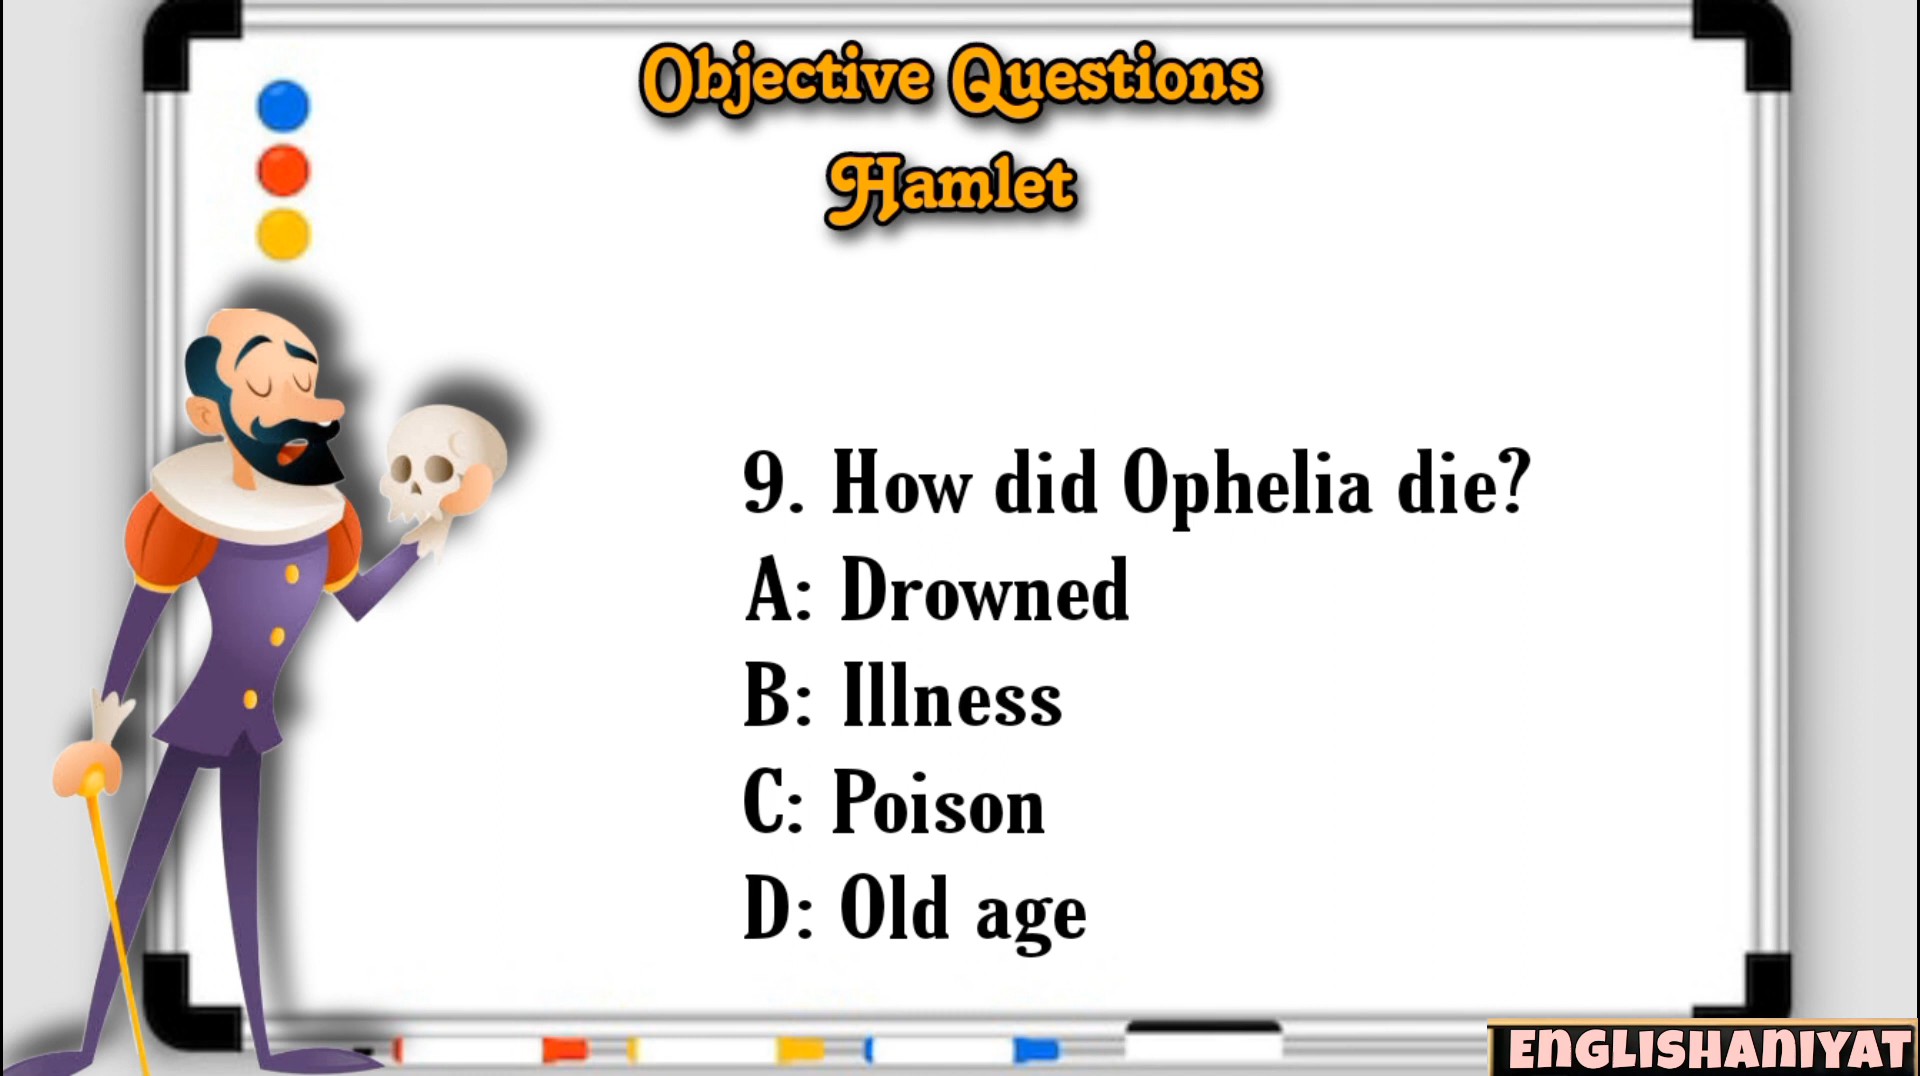 Objective Questions
Hamlet
9. How did Ophelia die?
A: Drowned
B: Illness
C: Poison
D: Old age
ENGLISHANIYAT